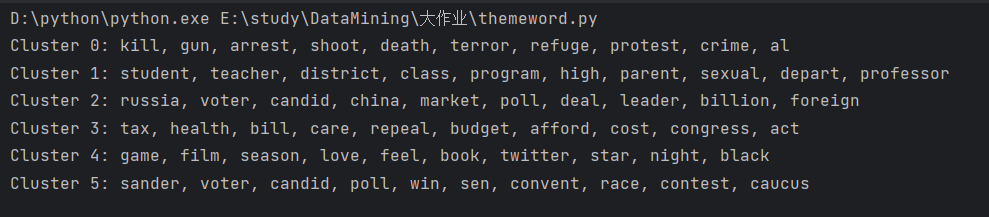 D:\python\python.exe E:\study\DataMining\大作业\themeword.py
Cluster 0: kill, gun, arrest, shoot, death, terror, refuge, protest, crime, al
Cluster 1: student, teacher, district, class, program, high, parent, sexual, depart, professor
Cluster 2: russia, voter, candid, china, market, poll, deal, leader, billion, foreign
Cluster 3: tax, health, bill, care, repeal, budget, afford, cost, congress, act
Cluster 4: game, film, season, love, feel, book, twitter, star, night, black
Cluster 5: sander, voter, candid, poll, win, sen, convent, race, contest, caucus